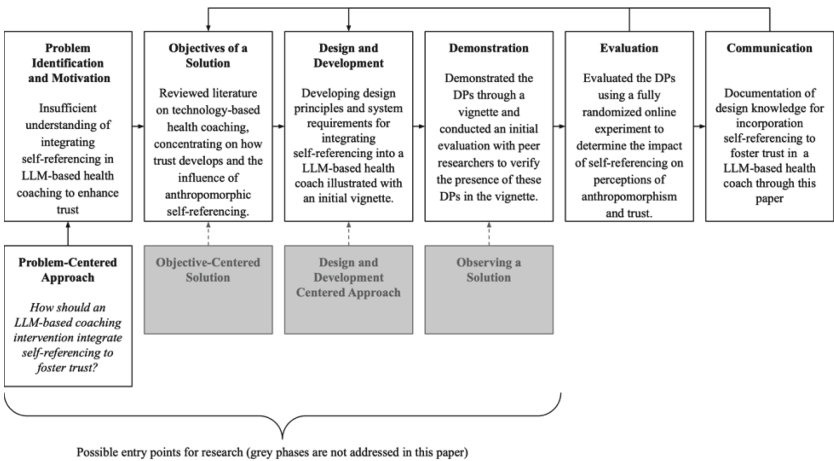 Problem
Identification
and Motivation
Insufficient
understanding of
integrating
self-referencing in
LLM-based health
coaching to enhance
trust
Objectives of a
Solution
Reviewed literature
on technology-based
health coaching,
concentrating on how
trust develops and the
influence of
anthropomorphic
self-referencing.
Design and
Development
Developing design
principles and system
requirements for
integrating
self-referencing into a
LLM-based health
coach illustrated with
an initial vignette.
Demonstration
Demonstrated the
DPs through a
vignette and
conducted an initial
evaluation with peer
researchers to verify
the presence of these
DPs in the vignette.
Evaluation
Evaluated the DPs
using a fully
randomized online
experiment to
determine the impact
of self-referencing on
perceptions of
anthropomorphism
and trust.
Communication
Documentation of
design knowledge for
incorporation
self-referencing to
foster trust in a
LLM-based health
coach through this
paper
Problem-Centered
Approach
How should an
LLM-based coaching
intervention integrate
self-referencing to
foster trust?
Objective-Centered
Solution
Design and
Development
Centered Approach
Observing a
Solution
Possible entry points for research (grey phases are not addressed in this paper)